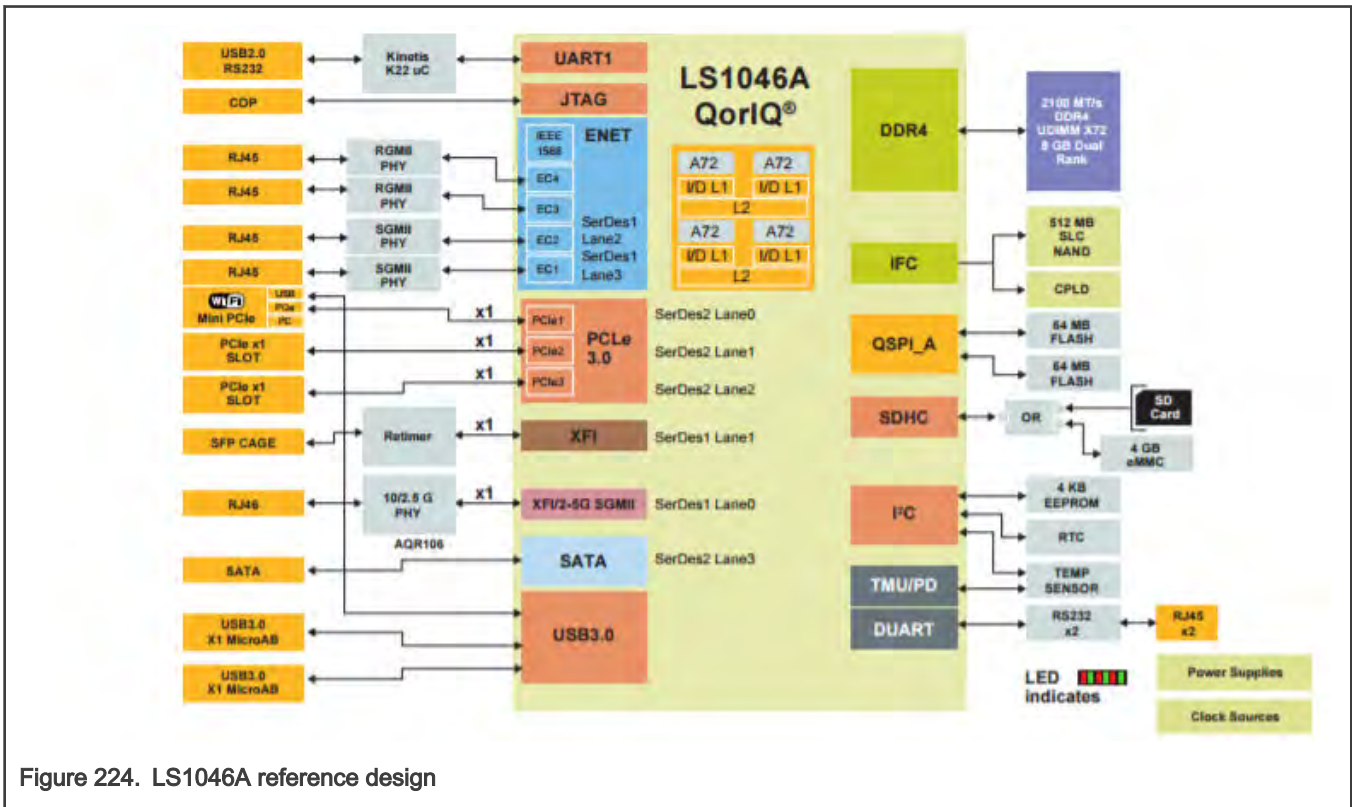 USB2.0
RS232
Kinetis
K22 uC
UART1
COP
JTAG
LS1046A
QorIQ®
IEEE
1588
ENET
RJ45
RGMII
PHY
EC4
RJ45
RGMII
PHY
EC3
RJ45
SGMII
PHY
EC2
SerDes1
Lane2
RJ45
SGMII
PHY
EC1
SerDes1
Lane3
A72
A72
I/D L1
I/D L1
L2
A72
A72
I/D L1
I/D L1
L2
WiFi
Mini PCIe
USB
PCIe
I²C
x1
PCIe1
PCLe
3.0
SerDes2 Lane0
PCIe x1
SLOT
x1
PCIe2
SerDes2 Lane1
PCIe x1
SLOT
x1
PCIe3
SerDes2 Lane2
SFP CAGE
Retimer
x1
XFI
SerDes1 Lane1
RJ45
10/2.5 G
PHY
AQR106
x1
XFI/2-5G SGMII
SerDes1 Lane0
SATA
SATA
SerDes2 Lane3
USB3.0
X1 MicroAB
USB3.0
USB3.0
X1 MicroAB
DDR4
2100 MT/s
DDR4
UDIMM X72
8 GB Dual
Rank
IFC
512 MB
SLC
NAND
CPLD
QSPI_A
64 MB
FLASH
64 MB
FLASH
SDHC
OR
SD
Card
4 GB
eMMC
I²C
4 KB
EEPROM
RTC
TEMP
SENSOR
TMU/PD
DUART
RS232
x2
RJ45
x2
LED
indicates
Power Supplies
Clock Sources
Figure 224. LS1046A reference design